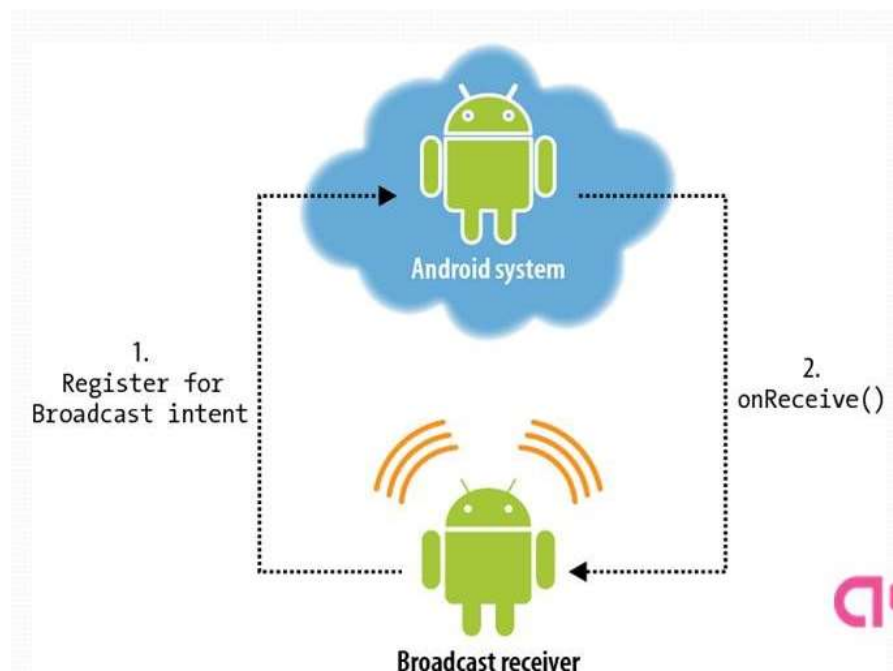 Android system
1.
Register for
Broadcast intent
2.
onReceive()
Broadcast receiver